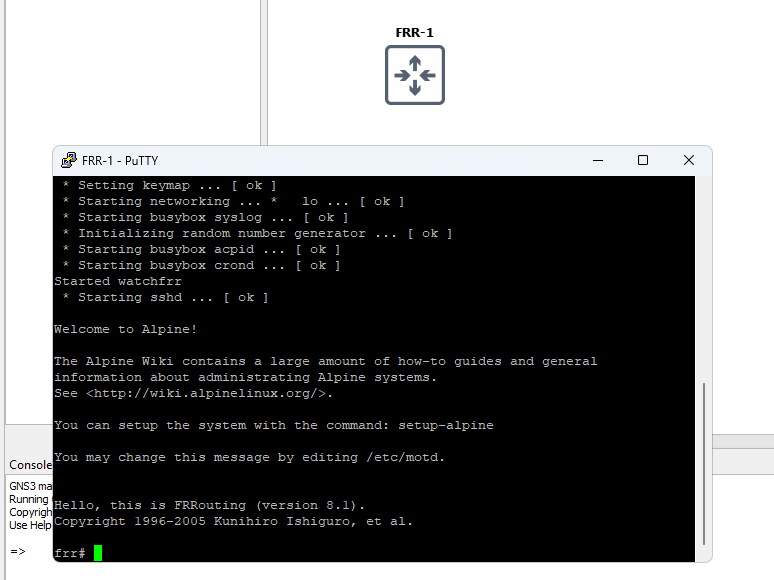 FRR-1
FRR-1 - PuTTY
* Setting keymap ... [ ok ]
* Starting networking ... *   lo ... [ ok ]
* Starting busybox syslog ... [ ok ]
* Initializing random number generator ... [ ok ]
* Starting busybox acpid ... [ ok ]
* Starting busybox crond ... [ ok ]
Started watchfrr
* Starting sshd ... [ ok ]
Welcome to Alpine!
The Alpine Wiki contains a large amount of how-to guides and general
information about administrating Alpine systems.
See <http://wiki.alpinelinux.org/>.
You can setup the system with the command: setup-alpine
You may change this message by editing /etc/motd.
Hello, this is FRRouting (version 8.1).
Copyright 1996-2005 Kunihiro Ishiguro, et al.
frr#
Console
GNS3 ma
Running
Copyrigh
Use Help
=>